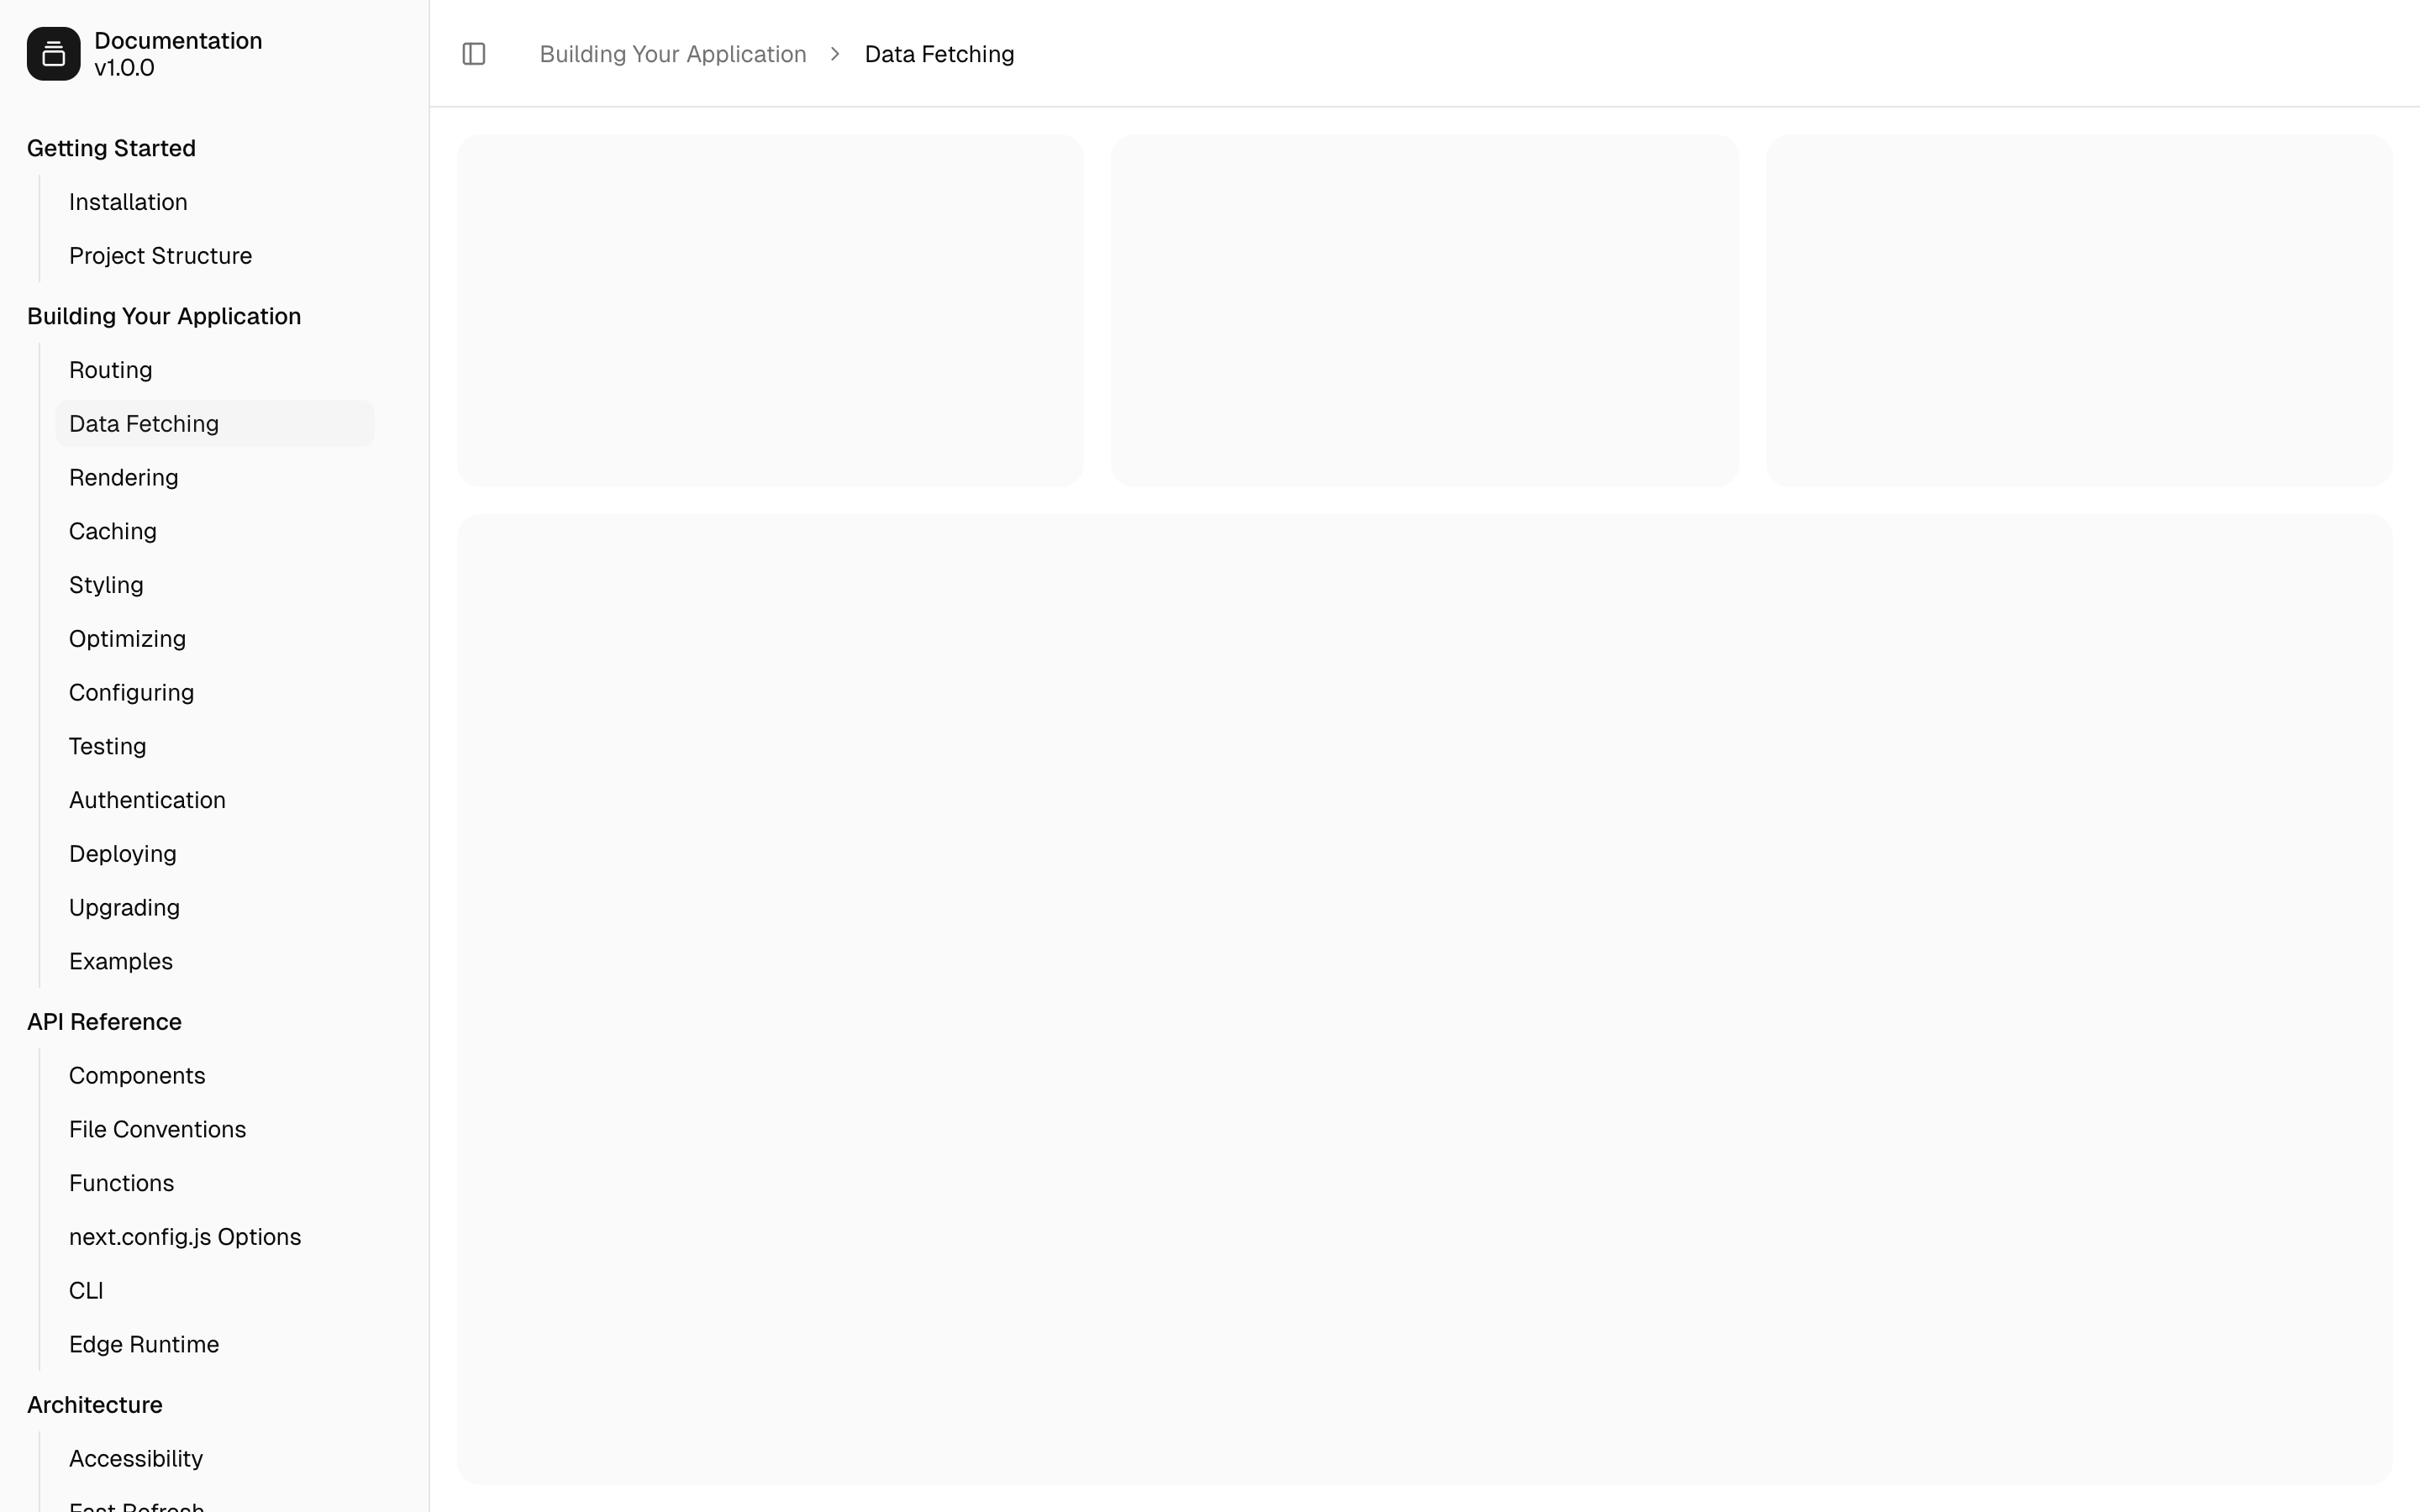 Documentation
v1.0.0
Getting Started
Installation
Project Structure
Building Your Application
Routing
Data Fetching
Rendering
Caching
Styling
Optimizing
Configuring
Testing
Authentication
Deploying
Upgrading
Examples
API Reference
Components
File Conventions
Functions
next.config.js Options
CLI
Edge Runtime
Architecture
Accessibility
Fast Refresh
Building Your Application
Data Fetching